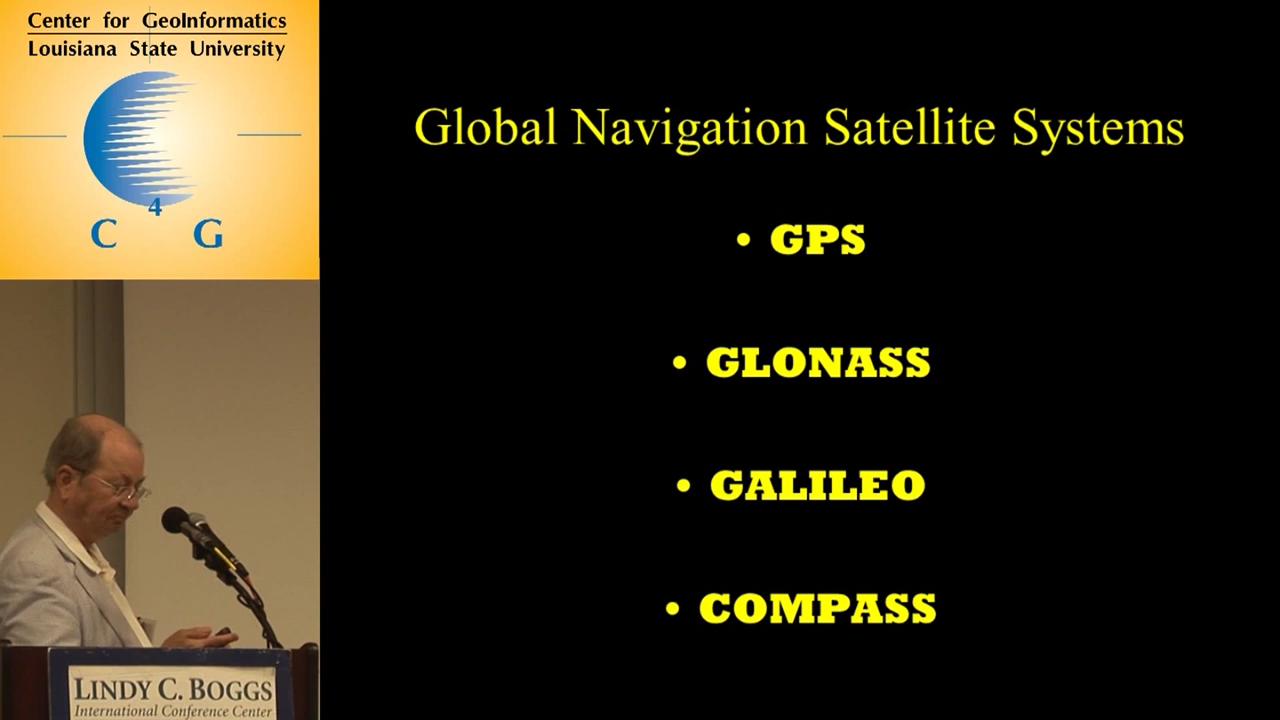 Center for GeoInformatics
Louisiana State University
4
C G
Global Navigation Satellite Systems
• GPS
• GLONASS
• GALILEO
• COMPASS
LINDY C. BOGGS
International Conference Center